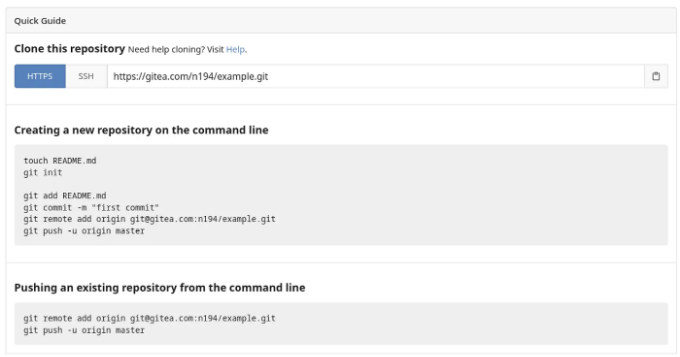 Quick Guide
Clone this repository Need help cloning? Visit Help.
HTTPS SSH https://gitea.com/n194/example.git
Creating a new repository on the command line
touch README.md
git init
git add README.md
git commit -m "first commit"
git remote add origin git@gitea.com:n194/example.git
git push -u origin master
Pushing an existing repository from the command line
git remote add origin git@gitea.com:n194/example.git
git push -u origin master